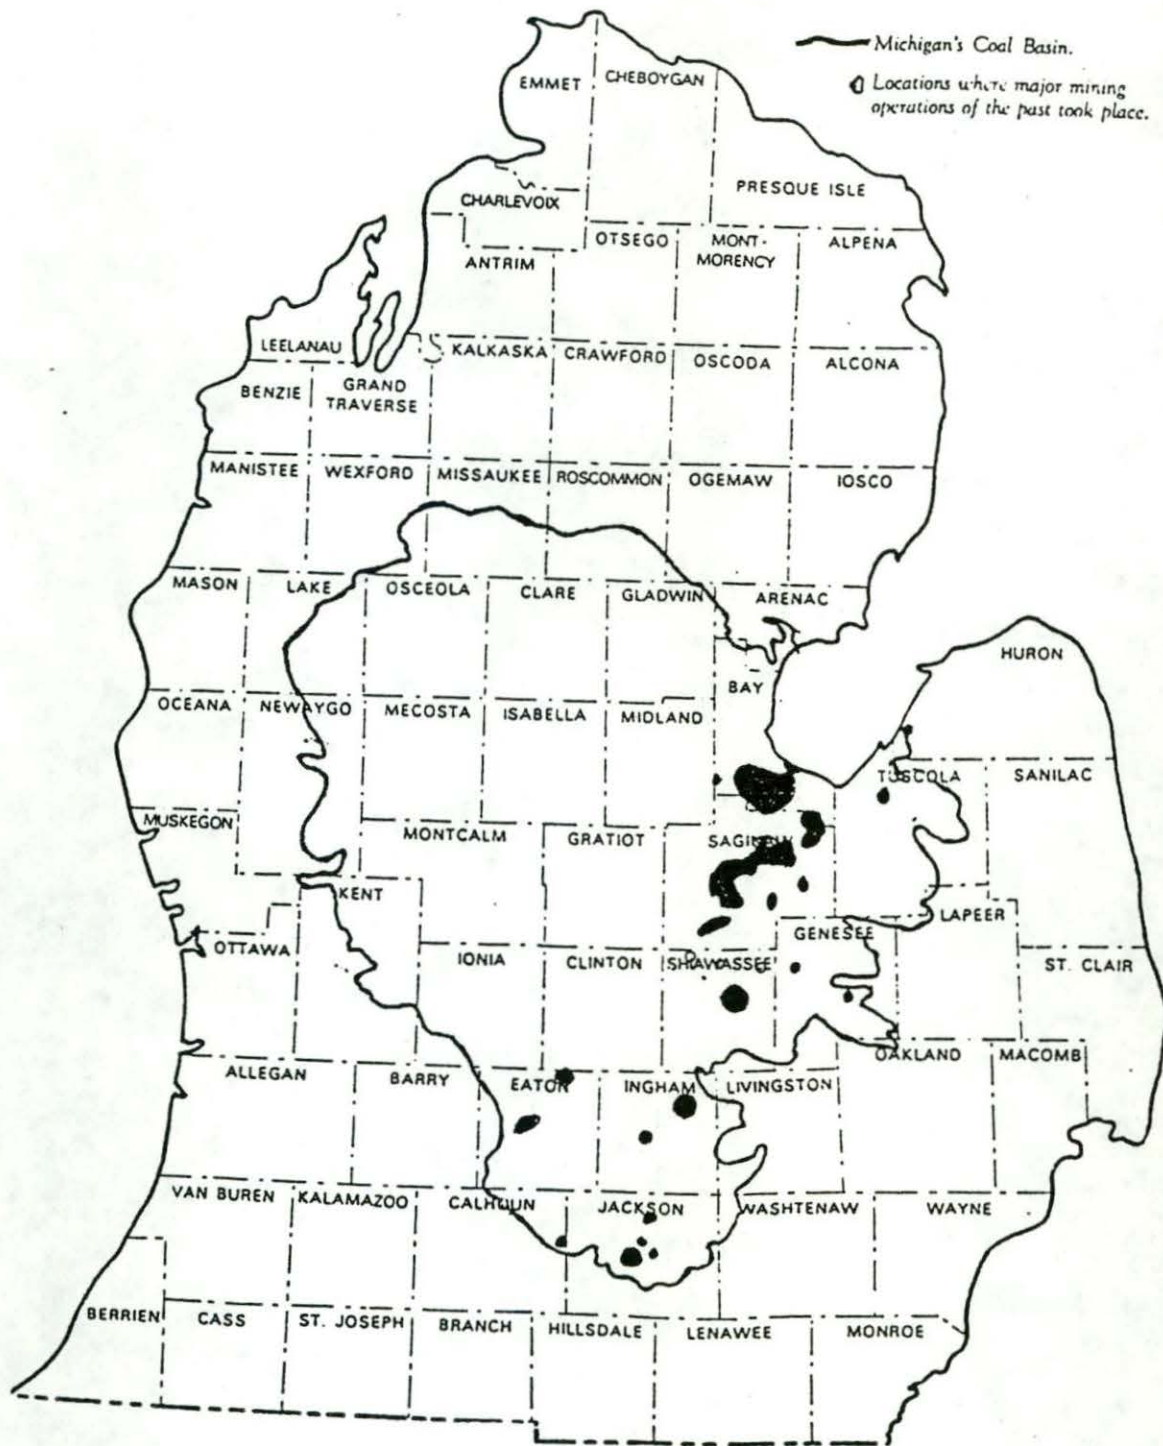 Michigan's Coal Basin.
Locations where major mining
operations of the past took place.
EMMET
CHEBOYGAN
PRESQUE ISLE
CHARLEVOIX
OTSEGO
MONT-
MORENCY
ALPENA
ANTRIM
LEELANAU
KALKASKA
CRAWFORD
OSCODA
ALCONA
BENZIE
GRAND
TRAVERSE
MANISTEE
WEXFORD
MISSAUKEE
ROSCOMMON
OGEMAW
IOSCO
MASON
LAKE
OSCEOLA
CLARE
GLADWIN
ARENAC
HURON
OCEANA
NEWAYGO
MECOSTA
ISABELLA
MIDLAND
BAY
TUSCOLA
SANILAC
MUSKEGON
MONTCALM
GRATIOT
SAGINAW
KENT
LAPEER
GENESEE
OTTAWA
IONIA
CLINTON
SHIAWASSEE
ST. CLAIR
ALLEGAN
BARRY
EATON
INGHAM
LIVINGSTON
OAKLAND
MACOMB
VAN BUREN
KALAMAZOO
CALHOUN
JACKSON
WASHTENAW
WAYNE
BERRIEN
CASS
ST. JOSEPH
BRANCH
HILLSDALE
LENAWEE
MONROE